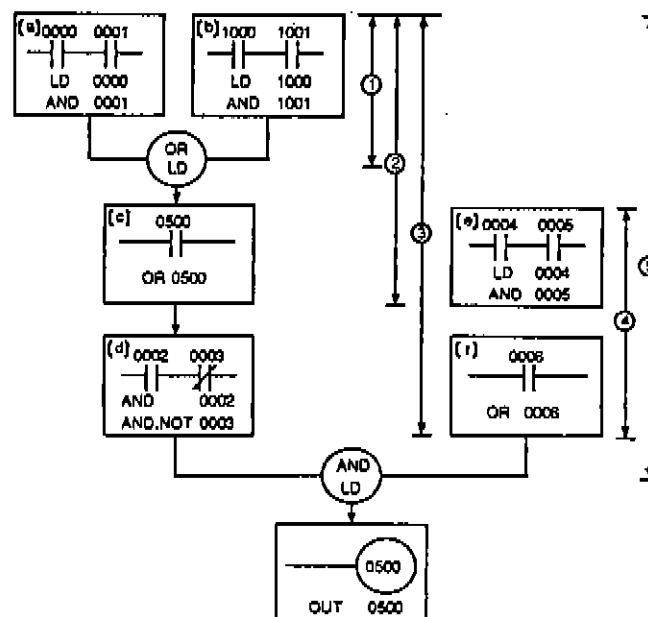 [a] 0000 0001
LD 0000
AND 0001
[b] 1000 1001
LD 1000
AND 1001
①
OR
LD
②
[c] 0500
OR 0500
③
[e] 0004 0005
LD 0004
AND 0005
④
⑤
[d] 0002 0003
AND 0002
AND.NOT 0003
[f] 0006
OR 0006
AND
LD
0500
OUT 0500